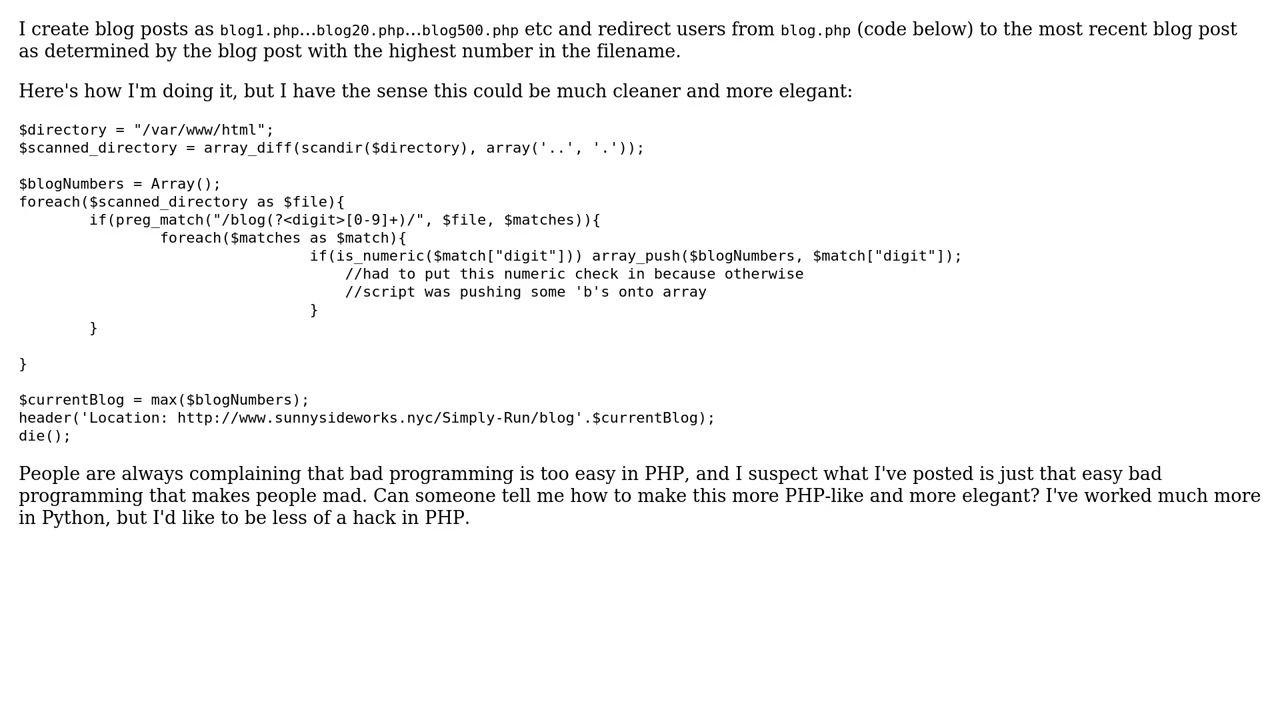 I create blog posts as blog1.php...blog20.php...blog500.php etc and redirect users from blog.php (code below) to the most recent blog post
as determined by the blog post with the highest number in the filename.
Here's how I'm doing it, but I have the sense this could be much cleaner and more elegant:
$directory = "/var/www/html";
$scanned_directory = array_diff(scandir($directory), array('..', '.'));
$blogNumbers = Array();
foreach($scanned_directory as $file){
        if(preg_match("/blog(?<digit>[0-9]+)/", $file, $matches)){
                foreach($matches as $match){
                                 if(is_numeric($match["digit"])) array_push($blogNumbers, $match["digit"]);
                                     //had to put this numeric check in because otherwise
                                     //script was pushing some 'b's onto array
                                 }
        }
}
$currentBlog = max($blogNumbers);
header('Location: http://www.sunnysideworks.nyc/Simply-Run/blog'.$currentBlog);
die();
People are always complaining that bad programming is too easy in PHP, and I suspect what I've posted is just that easy bad
programming that makes people mad. Can someone tell me how to make this more PHP-like and more elegant? I've worked much more
in Python, but I'd like to be less of a hack in PHP.